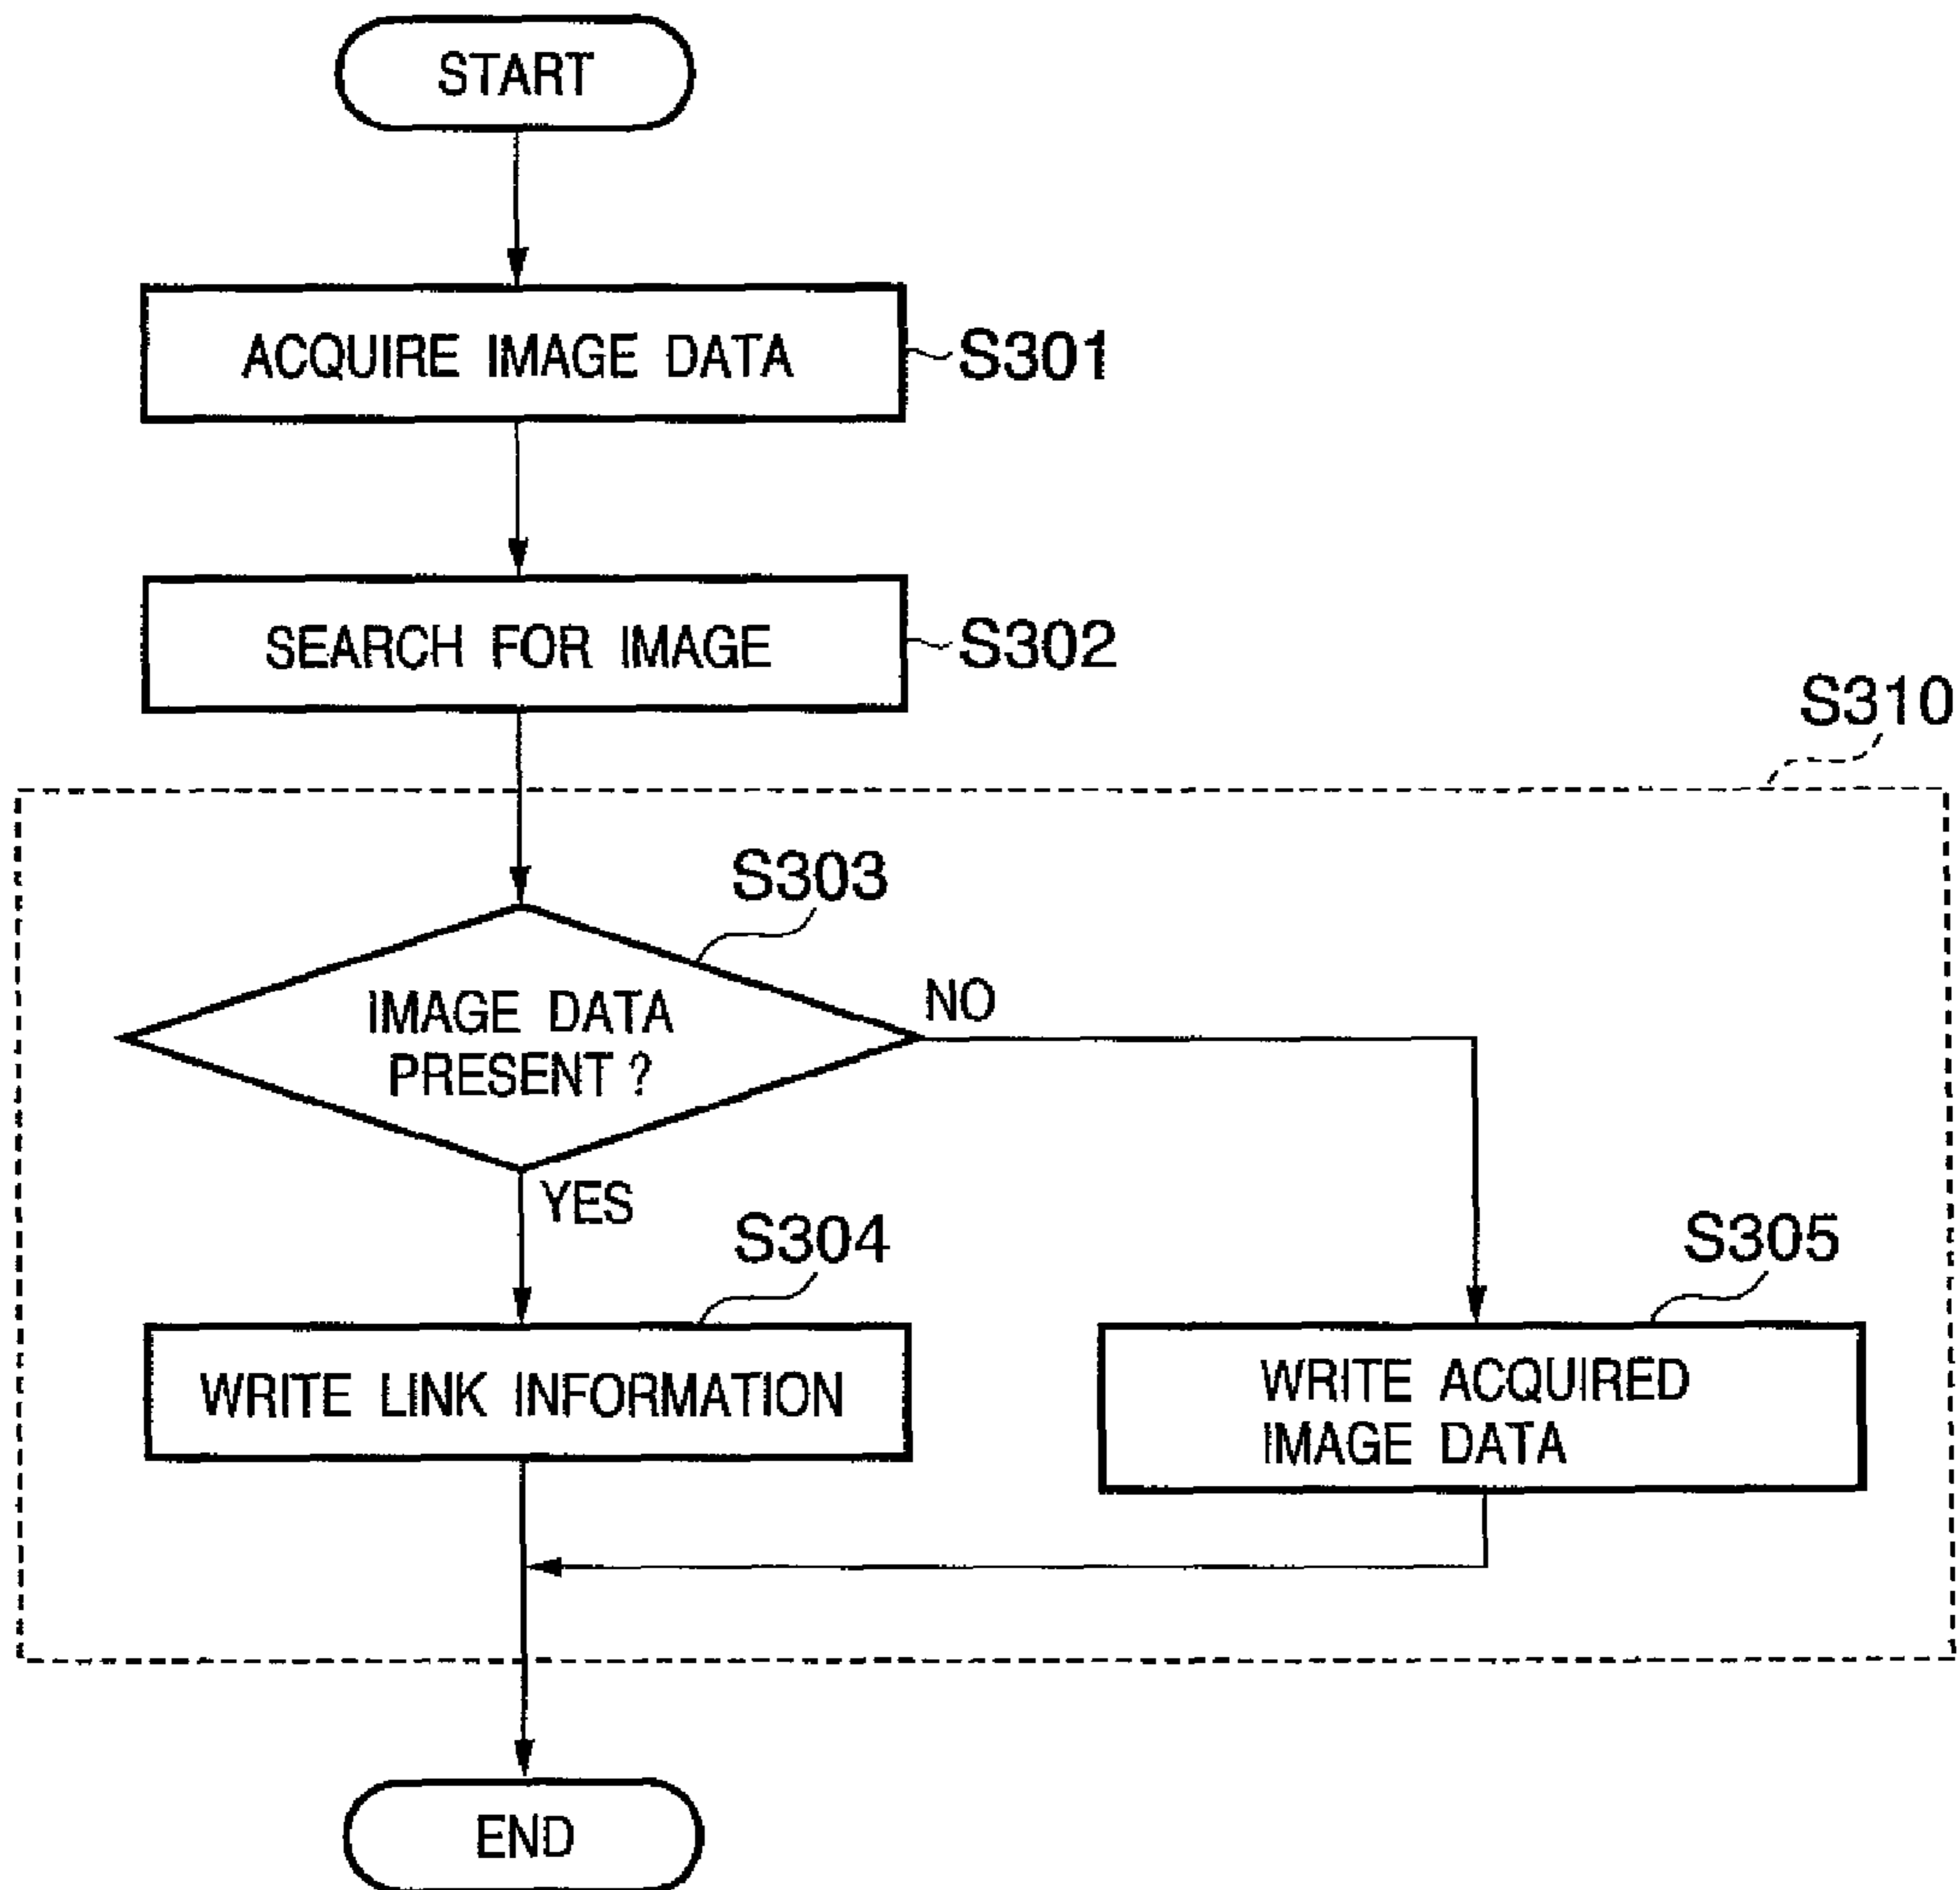 START
ACQUIRE IMAGE DATA
S301
SEARCH FOR IMAGE
S302
S310
S303
IMAGE DATA
PRESENT ?
NO
YES
S304
WRITE LINK INFORMATION
S305
WRITE ACQUIRED
IMAGE DATA
END